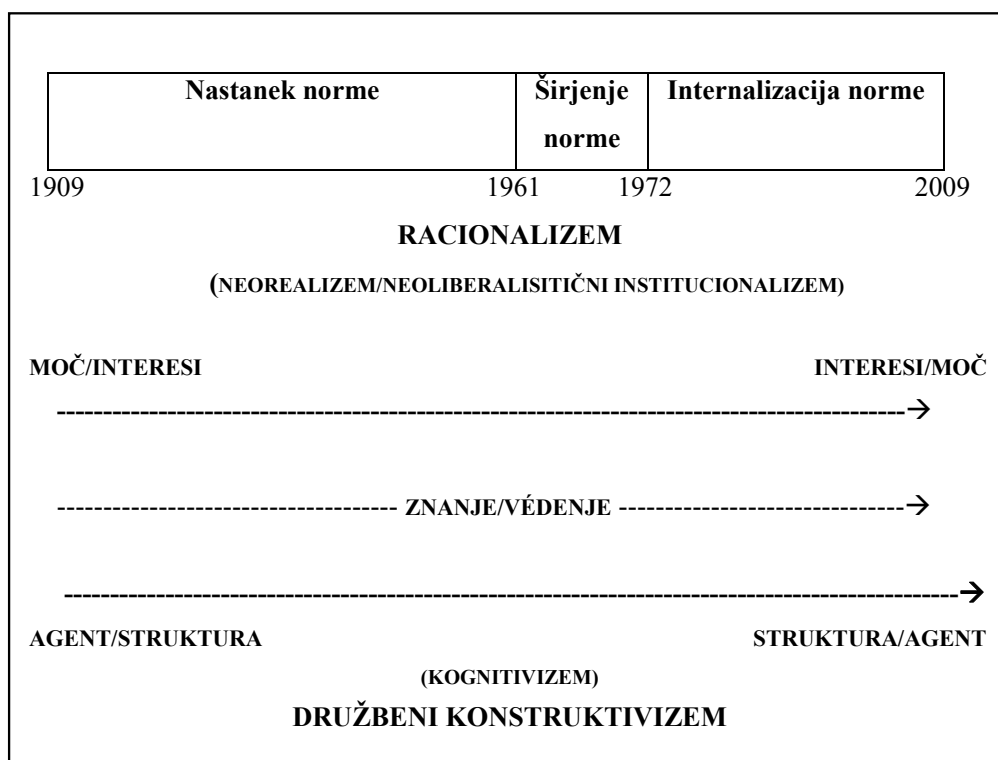 Nastanek norme
Širjenje
norme
Internalizacija norme
1909 1961 1972 2009
RACIONALIZEM
(NEOREALIZEM/NEOLIBERALISITIČNI INSTITUCIONALIZEM)
MOČ/INTERESI INTERESI/MOČ
ZNANJE/VÉDENJE
AGENT/STRUKTURA STRUKTURA/AGENT
(KOGNITIVIZEM)
DRUŽBENI KONSTRUKTIVIZEM